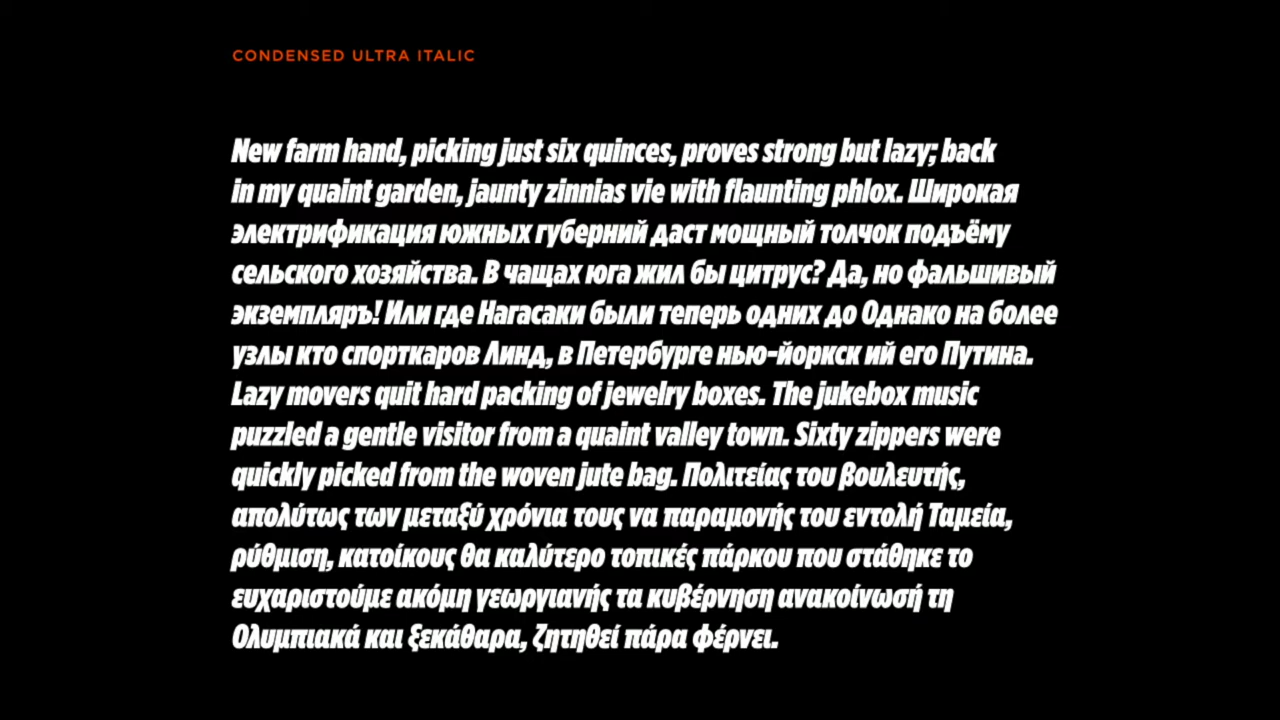 CONDENSED ULTRA ITALIC
New farm hand, picking just six quinces, proves strong but lazy; back
in my quaint garden, jaunty zinnias vie with flaunting phlox. Широкая
электрификация южных губерний даст мощный толчок подъёму
сельского хозяйства. В чащах юга жил бы цитрус? Да, но фальшивый
экземпляръ! Или где Нагасаки были теперь одних до Однако на более
узлы кто спорткаров Линд, в Петербурге нью-йоркск ий его Путина.
Lazy movers quit hard packing of jewelry boxes. The jukebox music
puzzled a gentle visitor from a quaint valley town. Sixty zippers were
quickly picked from the woven jute bag. Πολιτείας του βουλευτής,
απολύτως των μεταξύ χρόνια τους να παραμονής του εντολή Ταμεία,
ρύθμιση, κατοίκους θα καλύτερο τοπικές πάρκου που στάθηκε το
ευχαριστούμε ακόμη γεωργιανής τα κυβέρνηση ανακοίνωσή τη
Ολυμπιακά και ξεκάθαρα, ζητηθεί πάρα φέρνει.